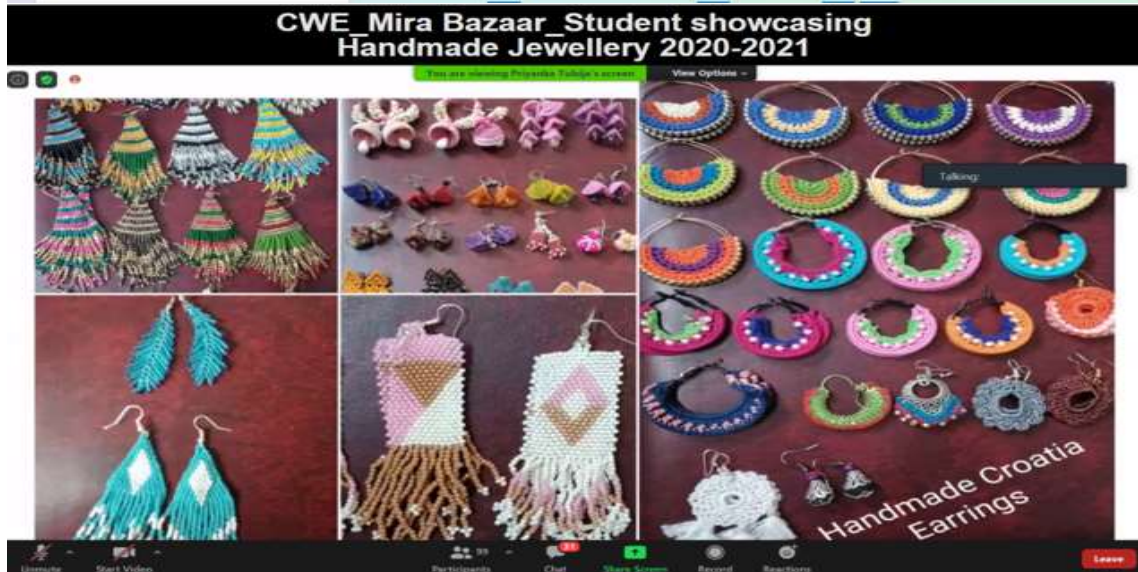 CWE_Mira Bazaar_Student showcasing
Handmade Jewellery 2020-2021
You are viewing Priyanka Tulsija's screen
View Options
Talking:
Handmade Croatia
Earrings
Unmute
Start Video
Participants
Chat
Share Screen
Record
Reactions
Leave